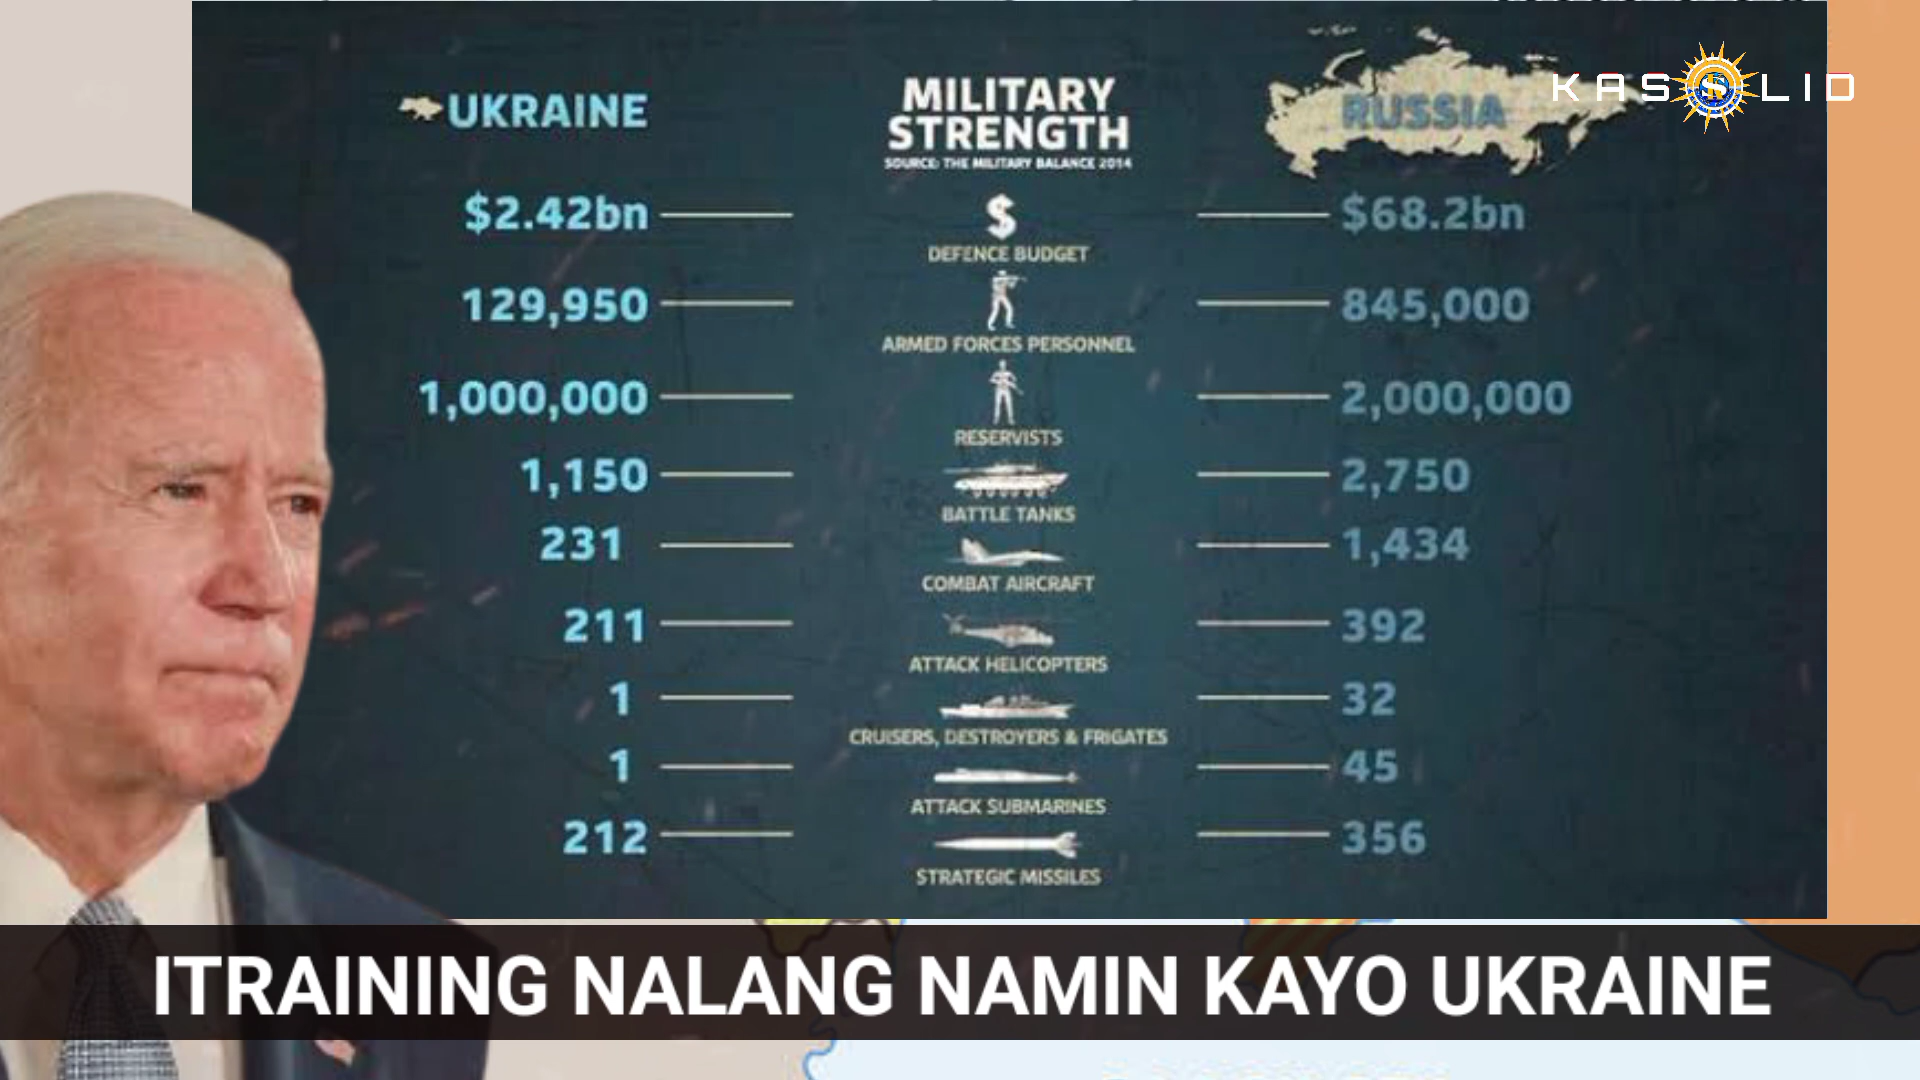 KASOLID
UKRAINE
MILITARY
STRENGTH
SOURCE: THE MILITARY BALANCE 2014
RUSSIA
$2.42bn
$
$68.2bn
DEFENCE BUDGET
129,950
845,000
ARMED FORCES PERSONNEL
1,000,000
2,000,000
RESERVISTS
1,150
2,750
BATTLE TANKS
231
1,434
COMBAT AIRCRAFT
211
392
ATTACK HELICOPTERS
1
32
CRUISERS, DESTROYERS & FRIGATES
1
45
ATTACK SUBMARINES
212
356
STRATEGIC MISSILES
ITRAINING NALANG NAMIN KAYO UKRAINE